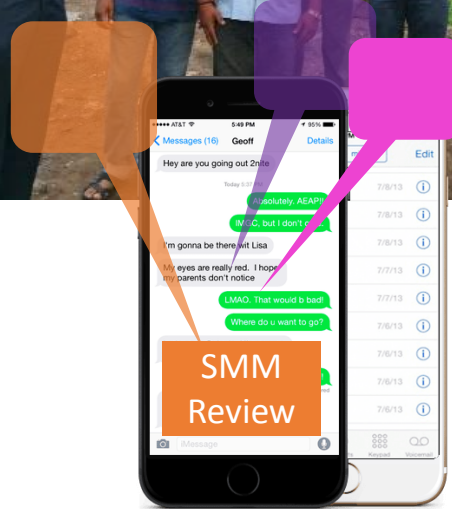 AT&T
5:49 PM
95%
Messages (16)
Geoff
Details
Hey are you going out 2nite
Today 5:37
Absolutely. AEAP!!
IMGC, but I don't
I'm gonna be there wit Lisa
My eyes are really red. I hope
my parents don't notice
LMAO. That would b bad!
Where do u want to go?
SMM
Review
iMessage
Edit
7/8/13
7/8/13
7/8/13
7/7/13
7/7/13
7/6/13
7/6/13
7/6/13
7/6/13
Keypad
Voicemail